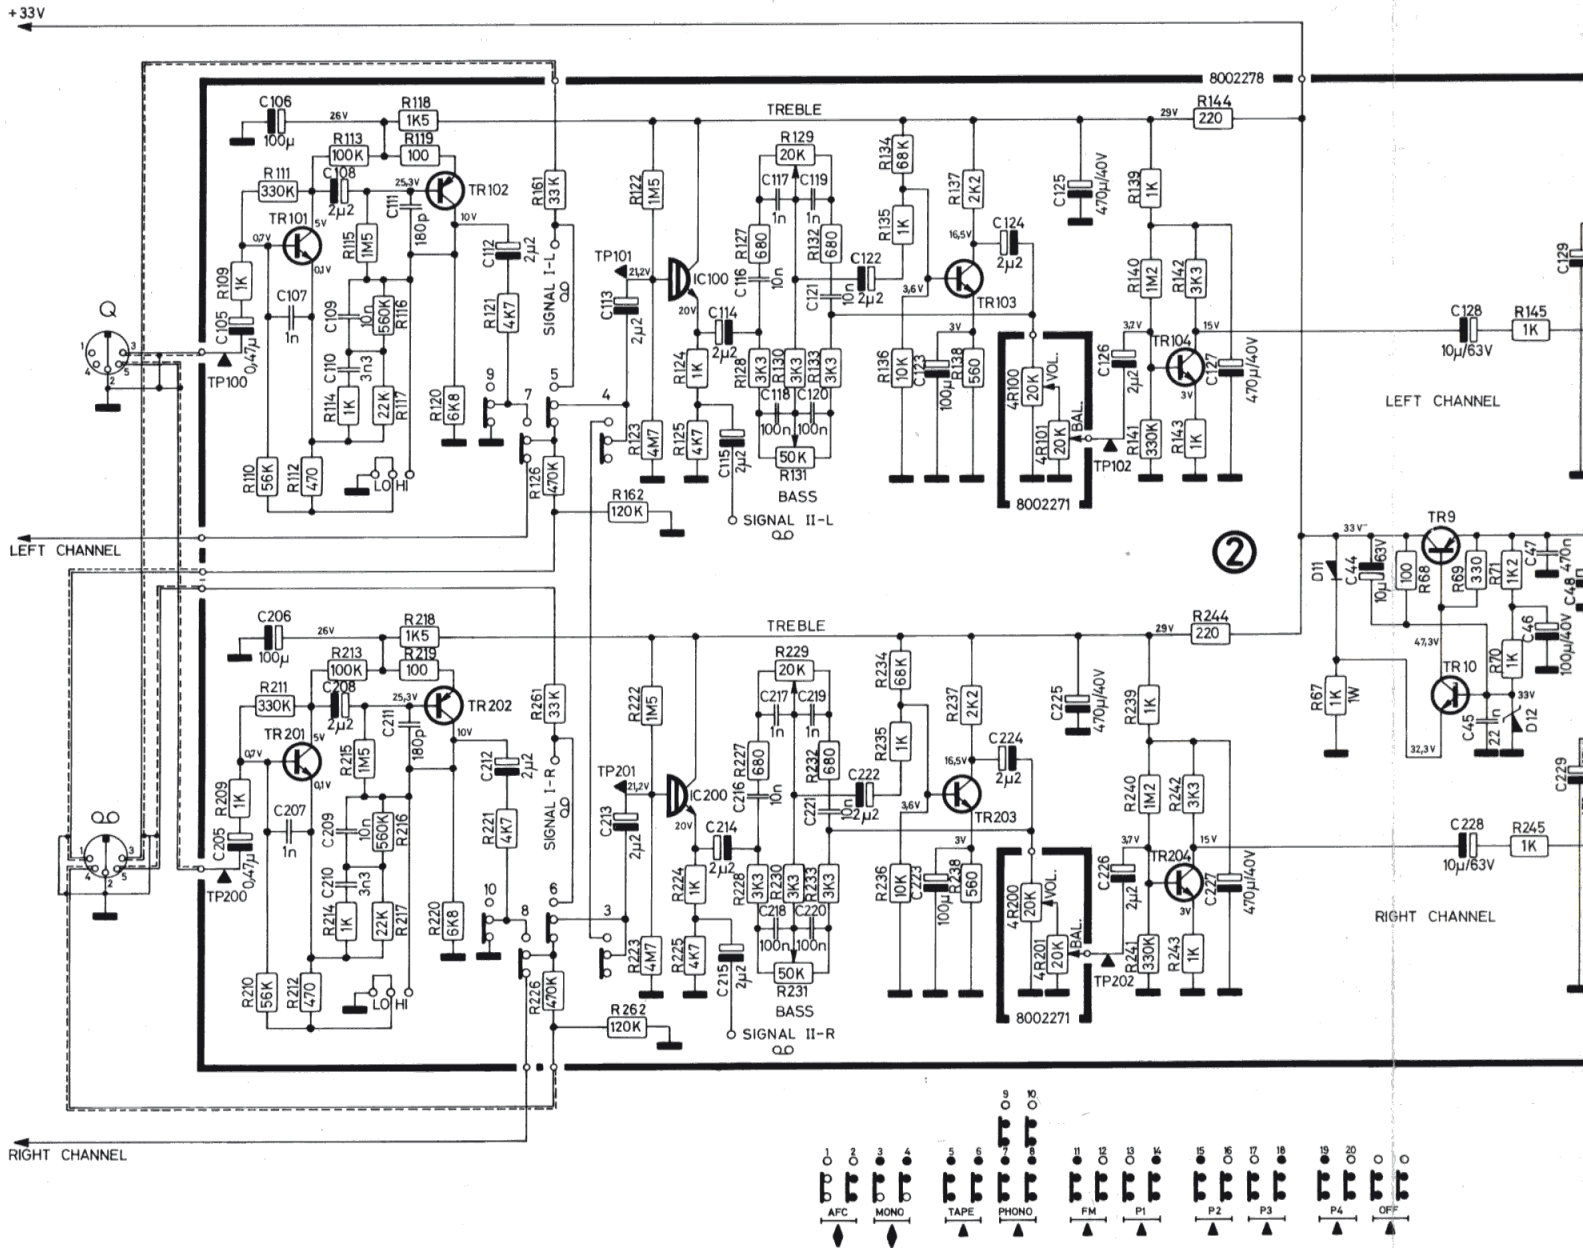 +33V
8002278
C106
100µ
26V
R118
1K5
TREBLE
29V
R144
220
R113
100K
R119
100
R129
20K
R134
68K
R111
330K
C108
2µ2
25,3V
C111
180p
TR102
R161
33K
R122
1M5
C117
1n
C119
1n
R137
2K2
C125
470µ/40V
R139
1K
TR101
5V
0,7V
0,1V
R115
1M5
10V
C112
2µ2
SIGNAL I-L
TP101
21,2V
IC100
20V
R127
680
R132
680
R135
1K
16,5V
C124
2µ2
R109
1K
C107
1n
C109
10n
R116
560K
R121
4K7
C113
2µ2
C116
10n
C121
10n
C122
2µ2
3,6V
TR103
R140
1M2
R142
3K3
C129
Q
1
2
3
4
5
C105
0,47µ
TP100
C110
3n3
C114
2µ2
3V
3,7V
15V
TR104
C128
10µ/63V
R145
1K
R114
1K
R117
22K
R120
6K8
9
7
5
4
R124
1K
R128
3K3
R130
3K3
R133
3K3
R136
10K
C123
100µ
R138
560
4R100
20K
VOL.
C126
2µ2
3V
C127
470µ/40V
LEFT CHANNEL
R110
56K
R112
470
LO
HI
R126
470K
R123
4M7
R125
4K7
C115
2µ2
C118
100n
C120
100n
50K
R131
BASS
4R101
20K
BAL.
TP102
R141
330K
R143
1K
8002271
R162
120K
SIGNAL II-L
LEFT CHANNEL
2
33V
TR9
D11
C44
63V
10µ
100
R68
R69
330
R71
1K2
C47
470n
C48
C206
100µ
26V
R218
1K5
TREBLE
29V
R244
220
47,3V
C46
100µ/40V
R213
100K
R219
100
R229
20K
R234
68K
R211
330K
C208
2µ2
25,3V
C211
180p
TR202
R261
33K
R222
1M5
C217
1n
C219
1n
R237
2K2
C225
470µ/40V
R239
1K
R67
1K
1W
TR10
R70
1K
33V
C45
22n
D12
32,3V
TR201
5V
0,7V
0,1V
R215
1M5
10V
C212
2µ2
SIGNAL I-R
TP201
21,2V
IC200
20V
R227
680
R232
680
R235
1K
16,5V
C224
2µ2
R209
1K
C207
1n
C209
10n
R216
560K
R221
4K7
C213
2µ2
C216
10n
C221
10n
C222
2µ2
3,6V
TR203
R240
1M2
R242
3K3
C229
1
2
3
4
5
C205
0,47µ
TP200
C210
3n3
C214
2µ2
3V
3,7V
15V
TR204
C228
10µ/63V
R245
1K
R214
1K
R217
22K
R220
6K8
10
8
6
3
R224
1K
R228
3K3
R230
3K3
R233
3K3
R236
10K
C223
100µ
R238
560
4R200
20K
VOL.
C226
2µ2
3V
C227
470µ/40V
RIGHT CHANNEL
R210
56K
R212
470
LO
HI
R226
470K
R223
4M7
R225
4K7
C215
2µ2
C218
100n
C220
100n
50K
R231
BASS
4R201
20K
BAL.
TP202
R241
330K
R243
1K
8002271
R262
120K
SIGNAL II-R
RIGHT CHANNEL
9 10
1 2 3 4 5 6 7 8 11 12 13 14 15 16 17 18 19 20
AFC MONO TAPE PHONO FM P1 P2 P3 P4 OFF